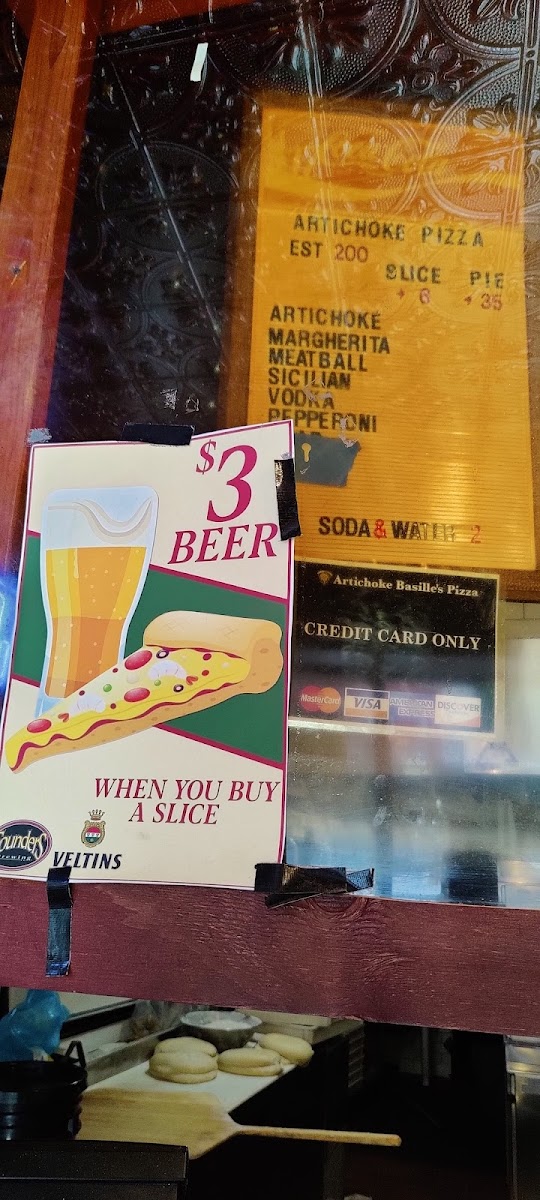 ARTICHOKE PIZZA
EST 200
SLICE PIE
6 35
ARTICHOKE
MARGHERITA
MEATBALL
SICILIAN
VODKA
PEPPERONI
SODA & WATER 2
$3
BEER
WHEN YOU BUY
A SLICE
Founders
Brewing
VELTINS
Artichoke Basille's Pizza
CREDIT CARD ONLY
MasterCard VISA AMERICAN EXPRESS DISCOVER